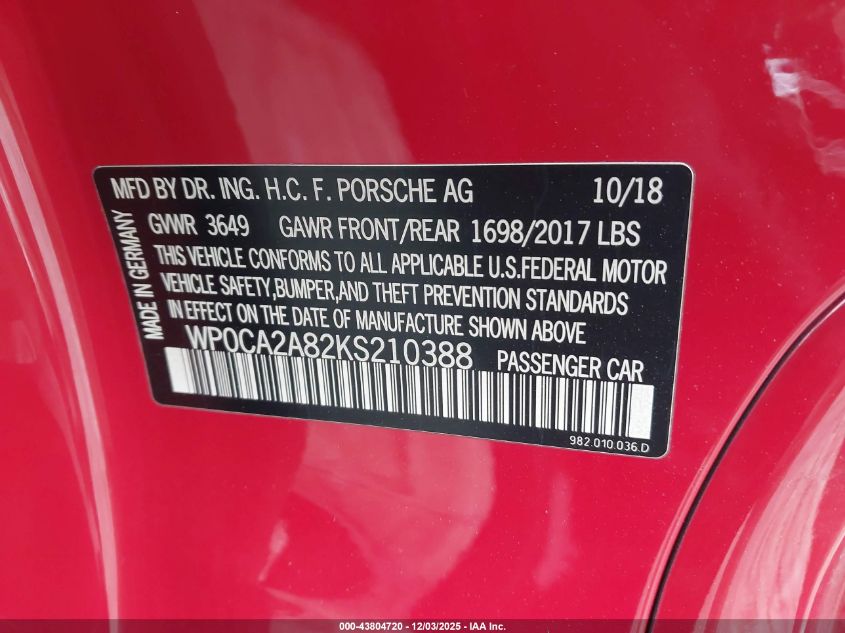 MFD BY DR. ING. H.C. F. PORSCHE AG 10/18
GVWR 3649 GAWR FRONT/REAR 1698/2017 LBS
THIS VEHICLE CONFORMS TO ALL APPLICABLE U.S.FEDERAL MOTOR
VEHICLE SAFETY,BUMPER,AND THEFT PREVENTION STANDARDS
IN EFFECT ON THE DATE OF MANUFACTURE SHOWN ABOVE
WP0CA2A82KS210388 PASSENGER CAR
982.010.036.D
MADE IN GERMANY
000-43804720 - 12/03/2025 - IAA Inc.